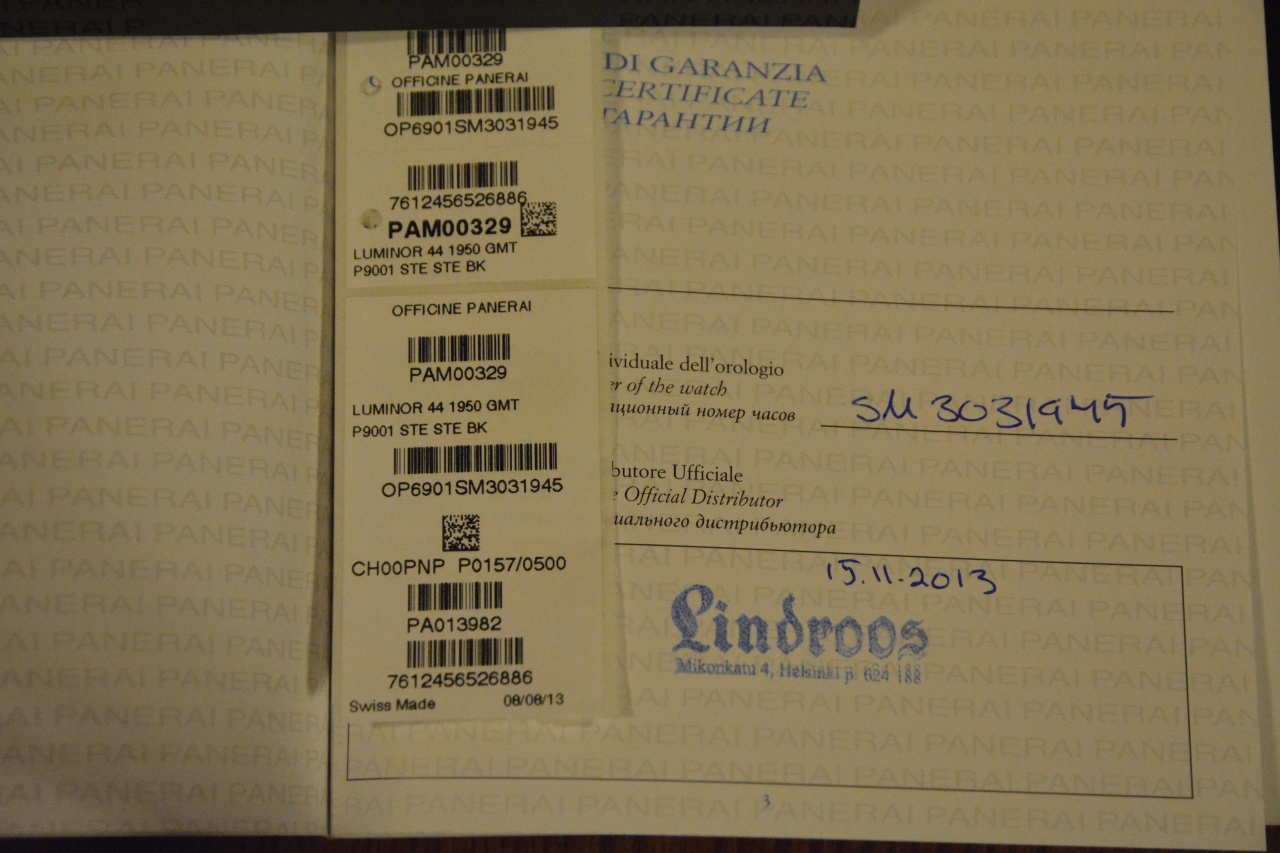 PAM00329
OFFICINE PANERAI
OP6901SM3031945
7612456526886
PAM00329
LUMINOR 44 1950 GMT
P9001 STE STE BK
OFFICINE PANERAI
PAM00329
LUMINOR 44 1950 GMT
P9001 STE STE BK
OP6901SM3031945
CH00PNP P0157/0500
PA013982
7612456526886
Swiss Made 08/08/13
DI GARANZIA
CERTIFICATE
ГАРАНТИИ
ividuale dell'orologio
er of the watch
ационный номер часов
SM3031945
butore Ufficiale
e Official Distributor
иального дистрибьютора
15.11.2013
Lindroos
Mikonkatu 4, Helsinki p. 624 188
3